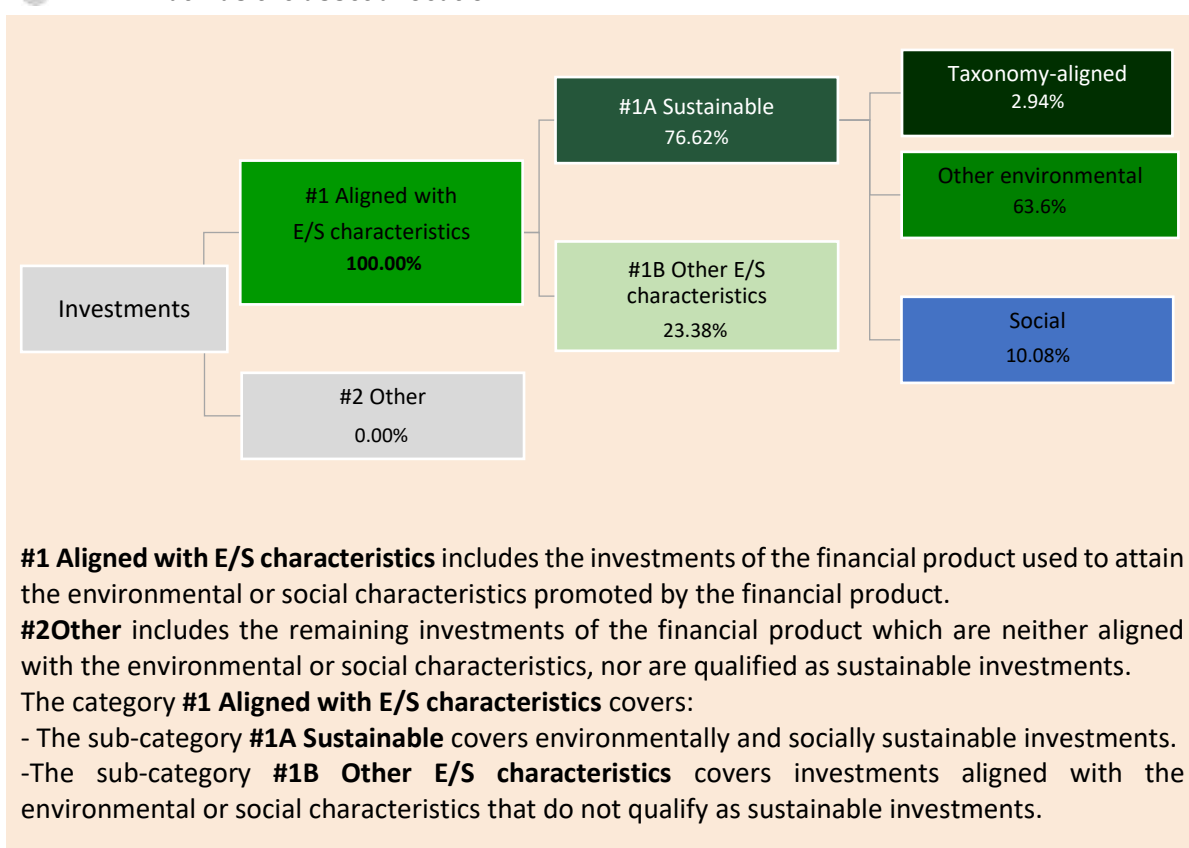 Taxonomy-aligned
2.94%
#1A Sustainable
76.62%
Other environmental
63.6%
#1 Aligned with
E/S characteristics
100.00%
#1B Other E/S
characteristics
23.38%
Investments
Social
10.08%
#2 Other
0.00%
#1 Aligned with E/S characteristics includes the investments of the financial product used to attain
the environmental or social characteristics promoted by the financial product.
#2Other includes the remaining investments of the financial product which are neither aligned
with the environmental or social characteristics, nor are qualified as sustainable investments.
The category #1 Aligned with E/S characteristics covers:
- The sub-category #1A Sustainable covers environmentally and socially sustainable investments.
-The sub-category #1B Other E/S characteristics covers investments aligned with the
environmental or social characteristics that do not qualify as sustainable investments.